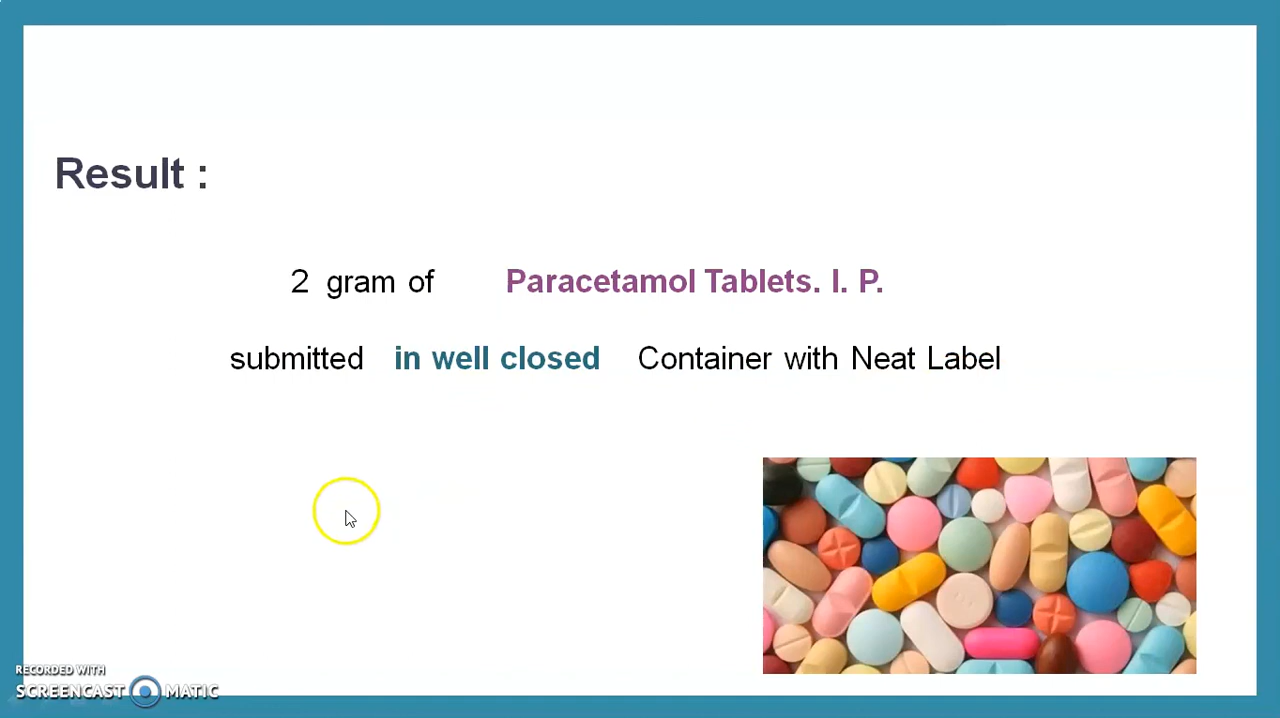 Result :
2 gram of Paracetamol Tablets. I. P.
submitted in well closed Container with Neat Label
RECORDED WITH
SCREENCAST MATIC